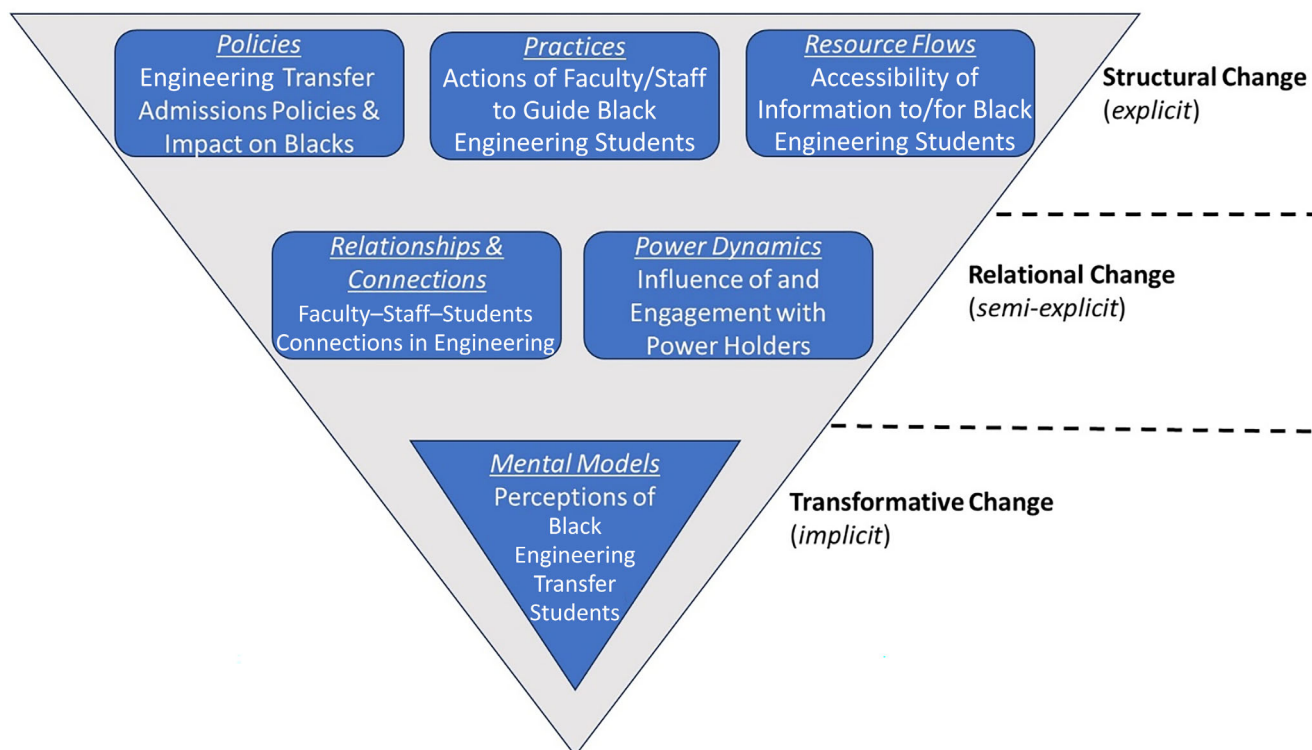 Policies
Engineering Transfer
Admissions Policies &
Impact on Blacks
Practices
Actions of Faculty/Staff
to Guide Black
Engineering Students
Resource Flows
Accessibility of
Information to/for Black
Engineering Students
Structural Change
(explicit)
Relationships &
Connections
Faculty–Staff–Students
Connections in Engineering
Power Dynamics
Influence of and
Engagement with
Power Holders
Relational Change
(semi-explicit)
Mental Models
Perceptions of
Black
Engineering
Transfer
Students
Transformative Change
(implicit)